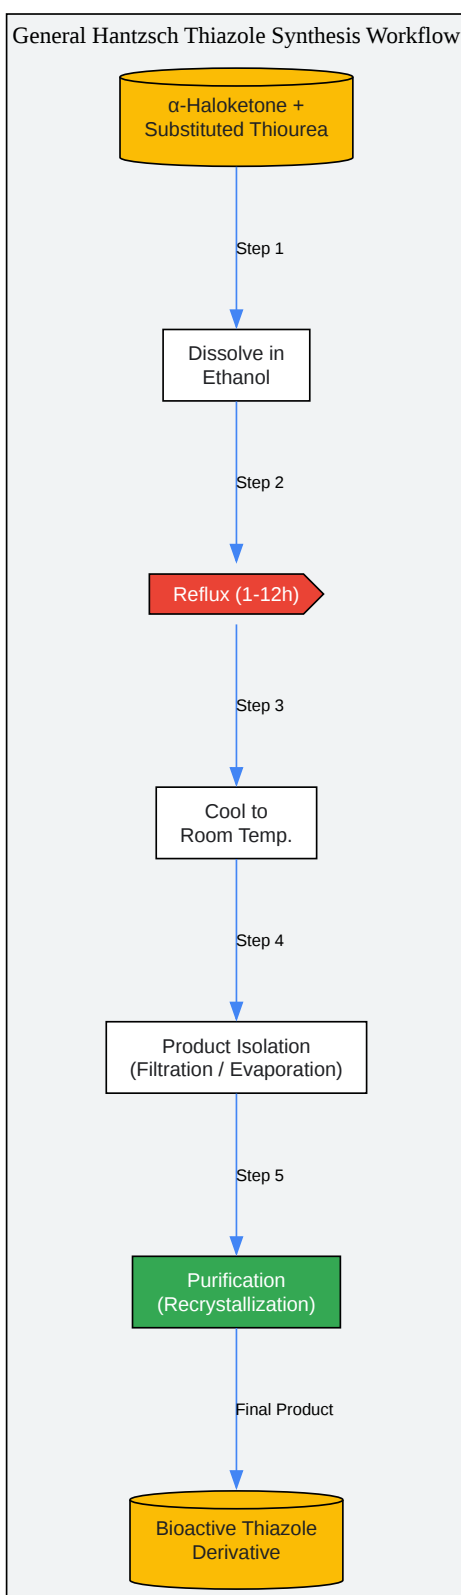 General Hantzsch Thiazole Synthesis Workflow
α-Haloketone +
Substituted Thiourea
Step 1
Dissolve in
Ethanol
Step 2
Reflux (1-12h)
Step 3
Cool to
Room Temp.
Step 4
Product Isolation
(Filtration / Evaporation)
Step 5
Purification
(Recrystallization)
Final Product
Bioactive Thiazole
Derivative